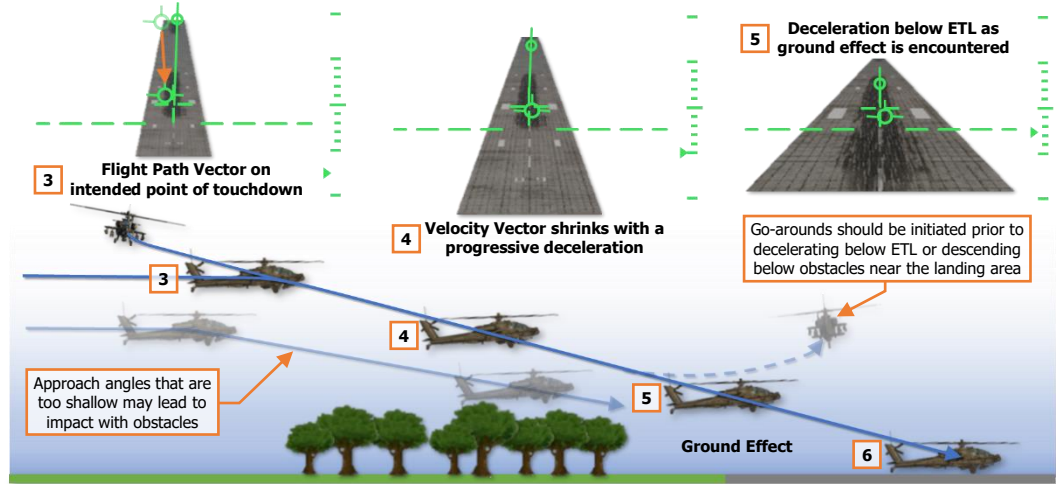 5
Deceleration below ETL as
ground effect is encountered
3
Flight Path Vector on
intended point of touchdown
4
Velocity Vector shrinks with a
progressive deceleration
Go-arounds should be initiated prior to
decelerating below ETL or descending
below obstacles near the landing area
3
4
Approach angles that are
too shallow may lead to
impact with obstacles
5
Ground Effect
6